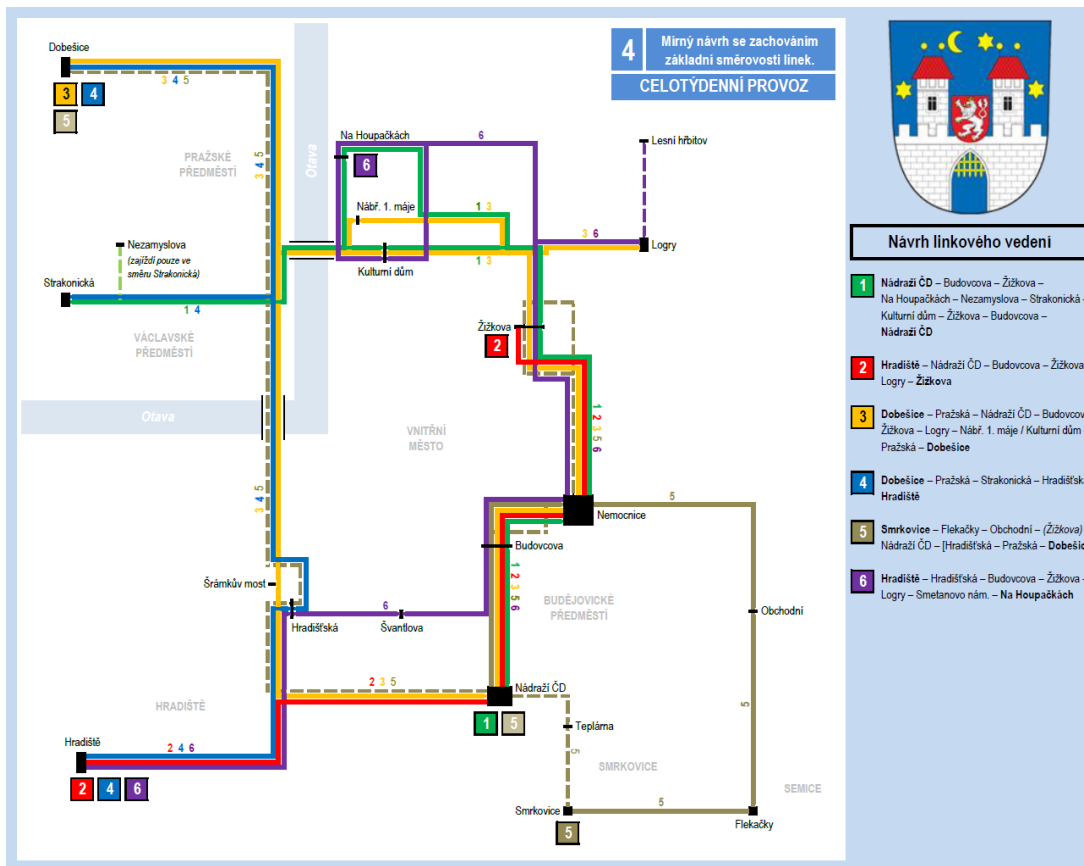 4
Mírný návrh se zachováním
základní směrovosti linek.
CELOTÝDENNÍ PROVOZ
Dobešice
3 4
5
3 4 5
PRAŽSKÉ
PŘEDMĚSTÍ
3 4 5
Otava
Na Houpačkách
6
6
Lesní hřbitov
Nábř. 1. máje
1 3
3 6
Logry
Kulturní dům
1 3
Nezamyslova
(zajíždí pouze ve
směru Strakonická)
Strakonická
1 4
VÁCLAVSKÉ
PŘEDMĚSTÍ
Žižkova
2
Otava
VNITŘNÍ
MĚSTO
1 2 3 5 6
3 4 5
Nemocnice
5
Budovcova
1 2 3 5 6
Šrámkův most
Hradišťská
6
Švantlova
BUDĚJOVICKÉ
PŘEDMĚSTÍ
Obchodní
2 3 5
Nádraží ČD
1 5
HRADIŠTĚ
Teplárna
5
5
Hradiště
2 4 6
2 4 6
SMRKOVICE
SEMICE
Smrkovice
5
5
Flekačky
Návrh linkového vedení
1
Nádraží ČD – Budovcova – Žižkova –
Na Houpačkách – Nezamyslova – Strakonická –
Kulturní dům – Žižkova – Budovcova –
Nádraží ČD
2
Hradiště – Nádraží ČD – Budovcova – Žižkova
Logry – Žižkova
3
Dobešice – Pražská – Nádraží ČD – Budovcov
Žižkova – Logry – Nábř. 1. máje / Kulturní dům
Pražská – Dobešice
4
Dobešice – Pražská – Strakonická – Hradišťská
Hradiště
5
Smrkovice – Flekačky – Obchodní – (Žižkova)
Nádraží ČD – [Hradišťská – Pražská – Dobešic
6
Hradiště – Hradišťská – Budovcova – Žižkova –
Logry – Smetanovo nám. – Na Houpačkách